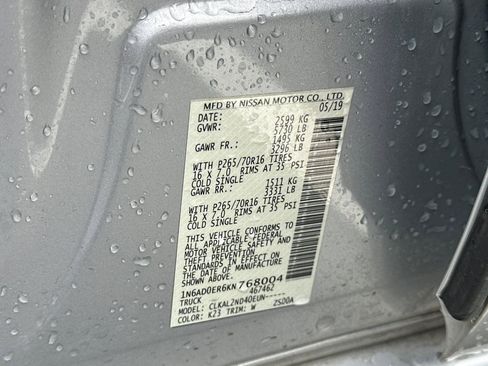 MFD BY NISSAN MOTOR CO., LTD.
DATE: 05/19
GVWR: 2599 KG
5730 LB
GAWR FR.: 1495 KG
3296 LB
WITH P265/70R16 TIRES
16 X 7.0 RIMS AT 35 PSI
COLD SINGLE
GAWR RR.: 1511 KG
3331 LB
WITH P265/70R16 TIRES
16 X 7.0 RIMS AT 35 PSI
COLD SINGLE
THIS VEHICLE CONFORMS TO
ALL APPLICABLE FEDERAL
MOTOR VEHICLE SAFETY AND
THEFT PREVENTION
STANDARDS IN EFFECT ON
THE DATE OF MANUFACTURE
SHOWN ABOVE.
1N6AD0ER6KN768004
TRUCK 467462
MODEL: CLKAL2ND40EUN-----
COLOR: K23 TRIM: W ZSDDA